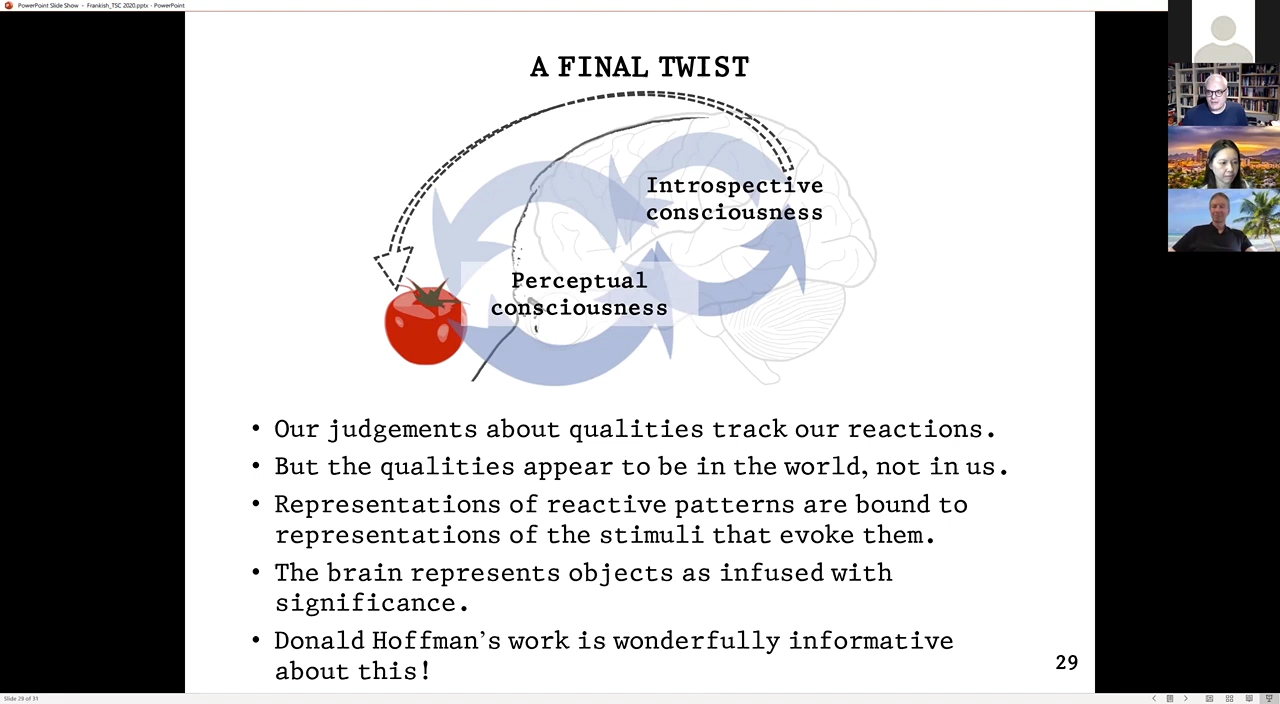 PowerPoint Slide Show - Frankish_TSC 2020.pptx - PowerPoint
A FINAL TWIST
Introspective
consciousness
Perceptual
consciousness
• Our judgements about qualities track our reactions.
• But the qualities appear to be in the world, not in us.
• Representations of reactive patterns are bound to
representations of the stimuli that evoke them.
• The brain represents objects as infused with
significance.
• Donald Hoffman’s work is wonderfully informative
about this!
29
Slide 29 of 31